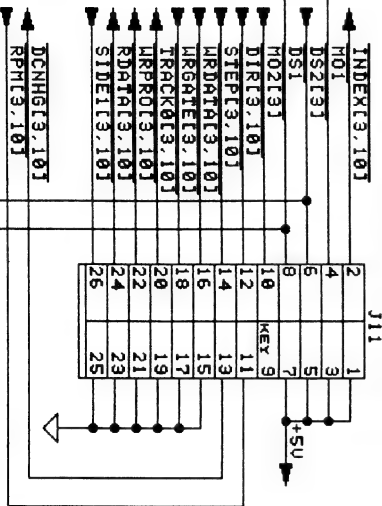 J11
INDEX[3,10]
2 1
MO1
4 3
DS2[3]
6 5
+5V
DS1
8 7
MO2[3]
10 KEY 9
DIR[3,10]
12 11
STEP[3,10]
14 13
WRDATA[3,10]
16 15
WRGATE[3,10]
18 17
TRACK0[3,10]
20 19
WRPRO[3,10]
22 21
RDATA[3,10]
24 23
SIDE1[3,10]
26 25
DCNHG[3,10]
RPM[3,10]